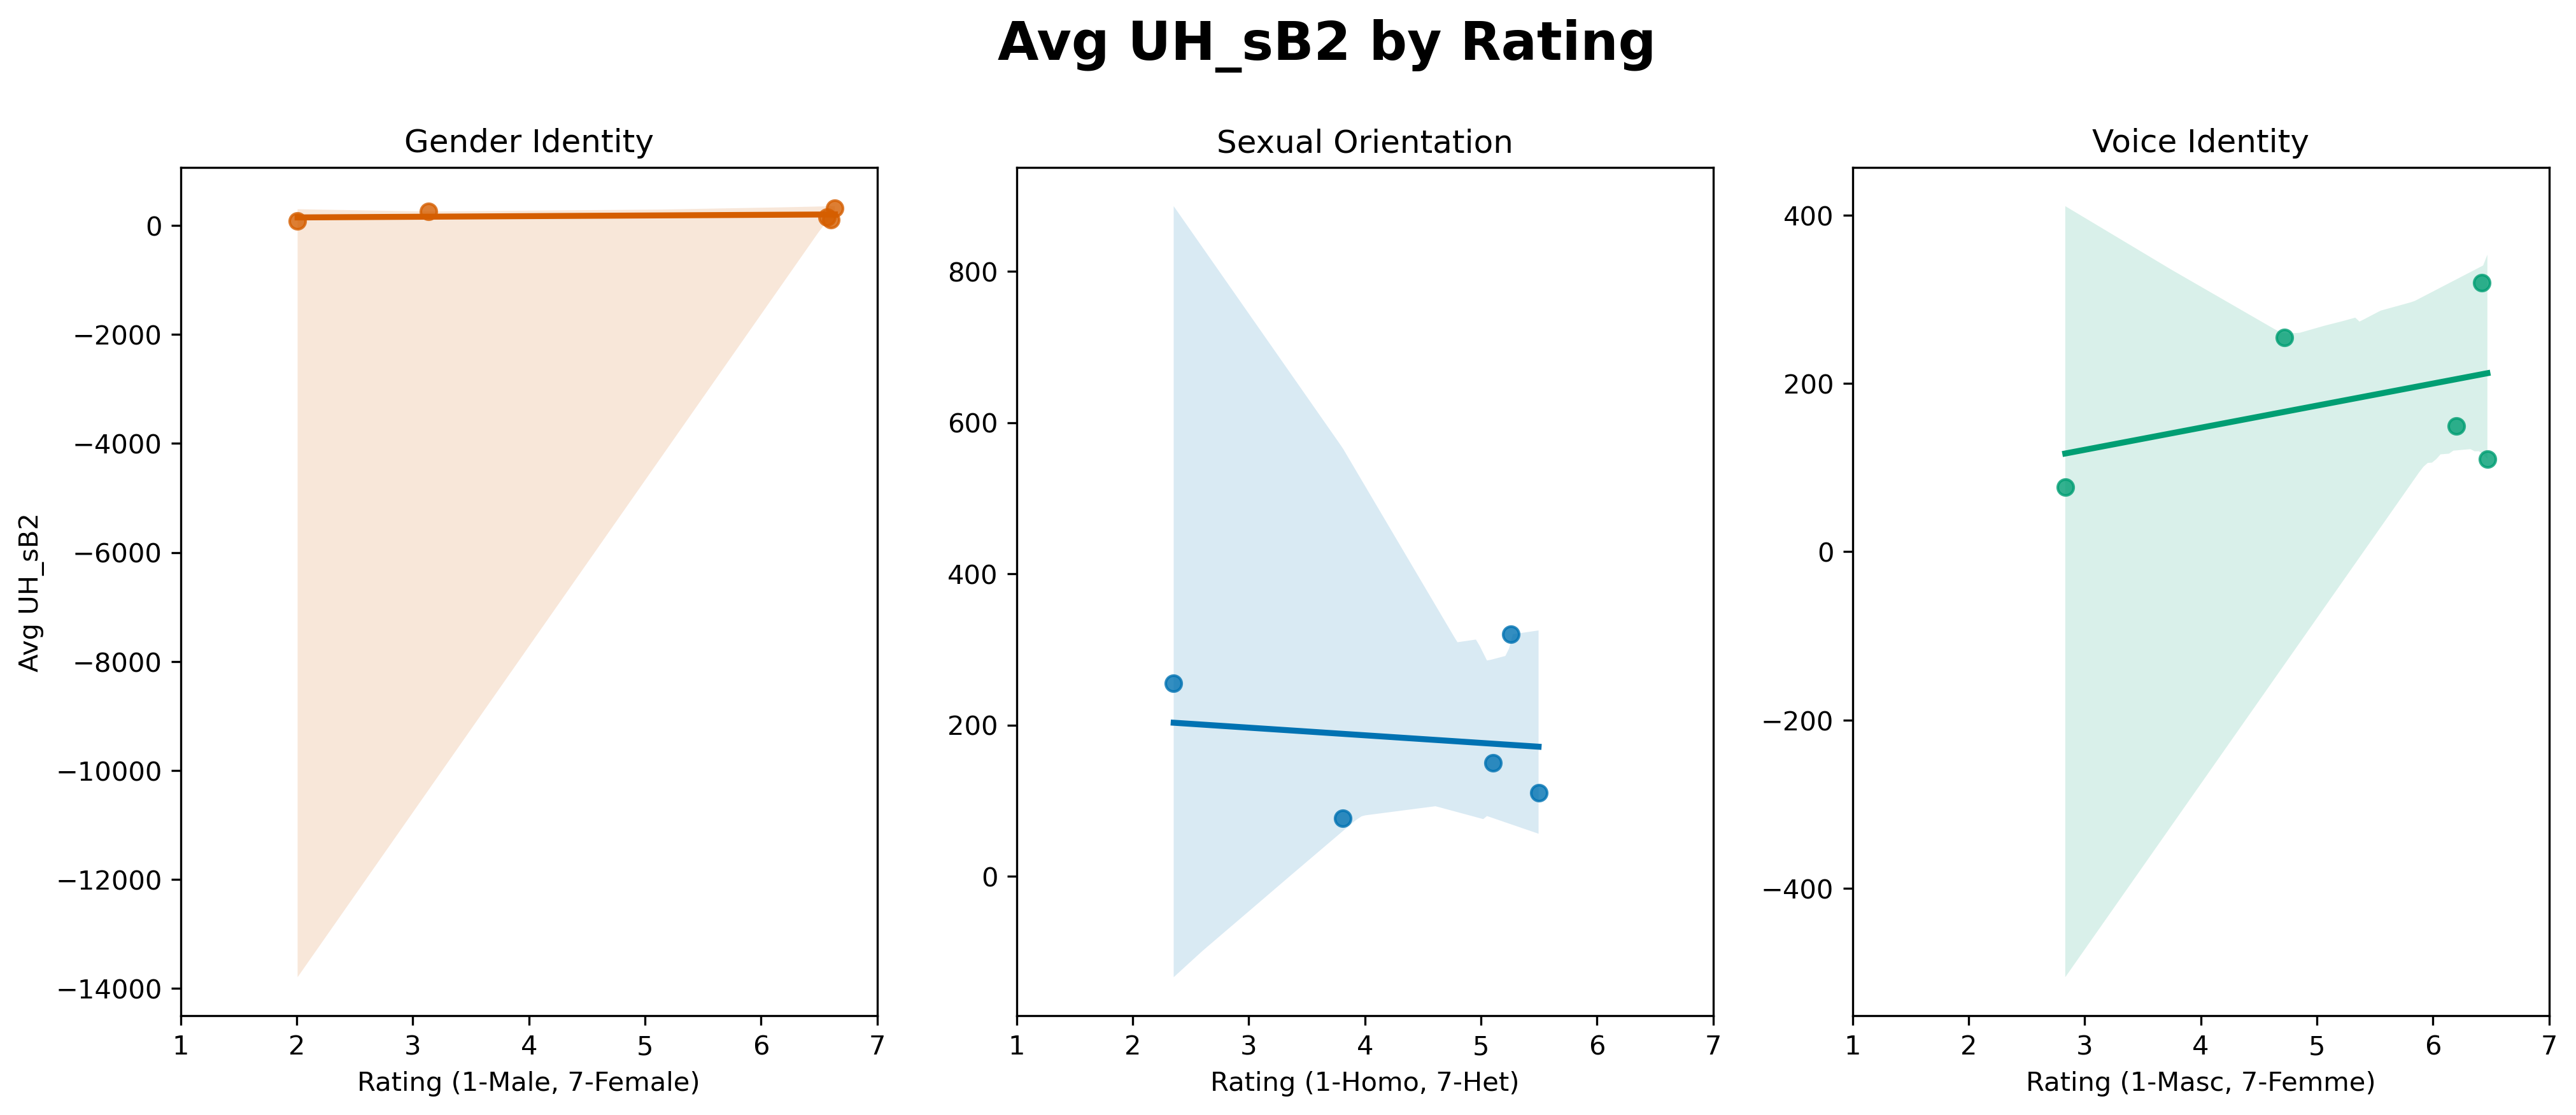 Avg UH_sB2 by Rating
Gender Identity
Sexual Orientation
Voice Identity
Avg UH_sB2
0
−2000
−4000
−6000
−8000
−10000
−12000
−14000
1 2 3 4 5 6 7
Rating (1-Male, 7-Female)
800
600
400
200
0
1 2 3 4 5 6 7
Rating (1-Homo, 7-Het)
400
200
0
−200
−400
1 2 3 4 5 6 7
Rating (1-Masc, 7-Femme)